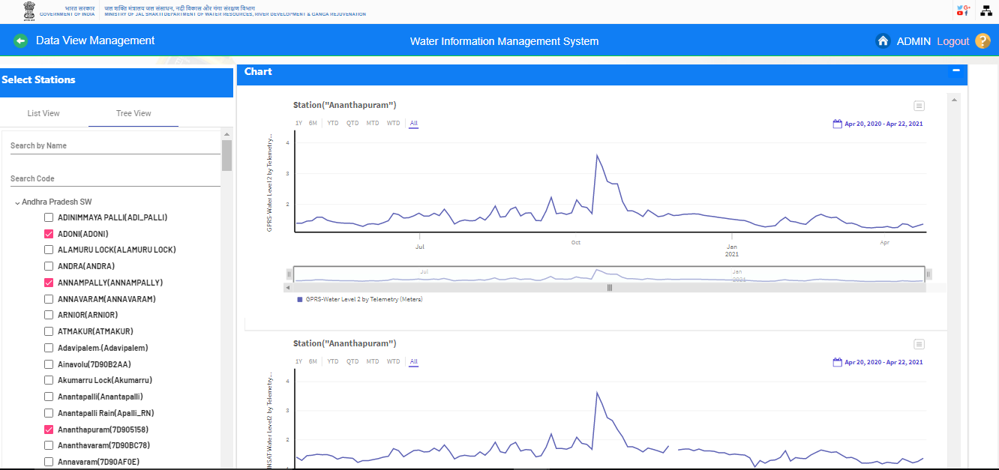 भारत सरकार
GOVERNMENT OF INDIA
जल शक्ति मंत्रालय जल संसाधन, नदी विकास और गंगा संरक्षण विभाग
MINISTRY OF JAL SHAKTI DEPARTMENT OF WATER RESOURCES, RIVER DEVELOPMENT & GANGA REJUVENATION
Data View Management
Water Information Management System
ADMIN Logout ?
Select Stations
List View Tree View
Search by Name
Search Code
Andhra Pradesh SW
ADINIMMAYA PALLI(ADI_PALLI)
ADONI(ADONI)
ALAMURU LOCK(ALAMURU LOCK)
ANDRA(ANDRA)
ANNAMPALLY(ANNAMPALLY)
ANNAVARAM(ANNAVARAM)
ARNIOR(ARNIOR)
ATMAKUR(ATMAKUR)
Adavipalem.(Adavipalem)
Ainavolu(7D90B2AA)
Akumarru Lock(Akumarru)
Anantapalli(Anantapalli)
Anantapalli Rain(Apalli_RN)
Ananthapuram(7D905158)
Ananthavaram(7D90BC78)
Annavaram(7D90AF0E)
Chart
Station("Ananthapuram")
1Y 6M YTD QTD MTD WTD All
Apr 20, 2020 - Apr 22, 2021
GPRS-Water Level 2 by Telemetry...
4
3
2
Jul Oct Jan Apr
2021
Jul Jan
2021
GPRS-Water Level 2 by Telemetry (Meters)
Station("Ananthapuram")
1Y 6M YTD QTD MTD WTD All
Apr 20, 2020 - Apr 22, 2021
INSAT-Water Level2 by Telemetry...
4
3
2